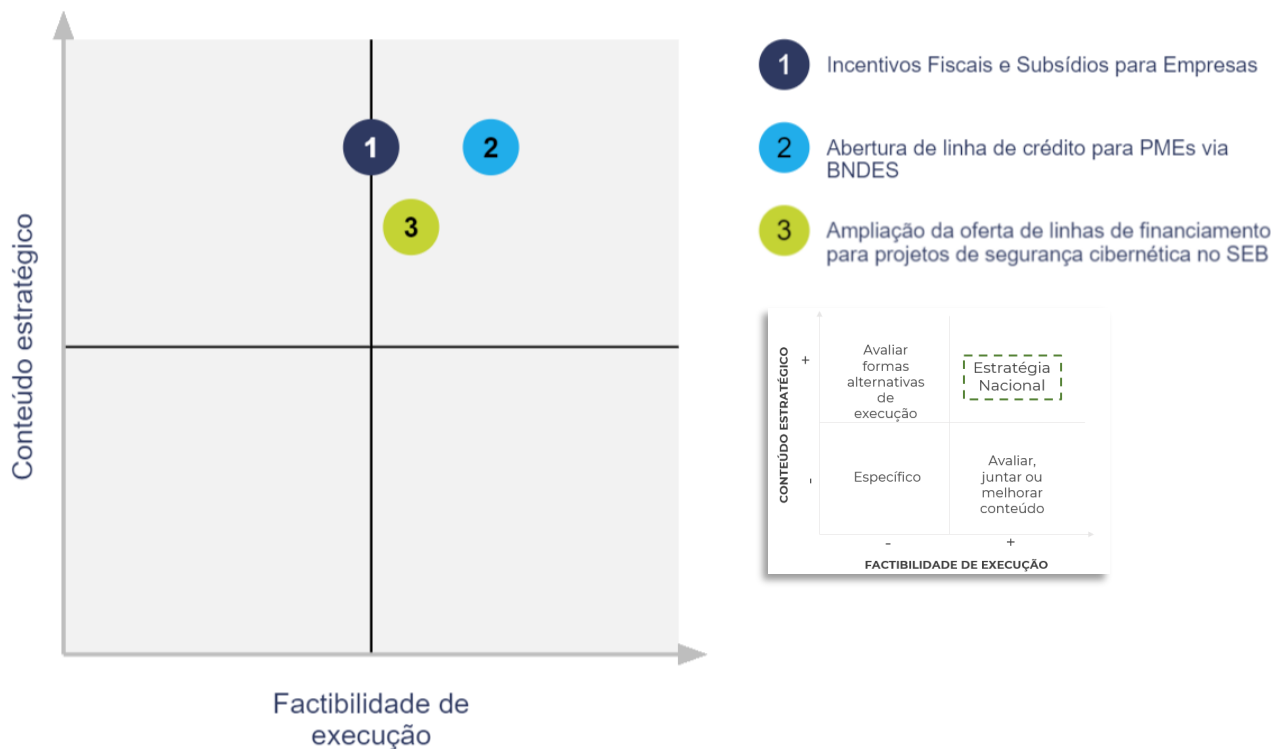 Conteúdo estratégico
1
2
3
Factibilidade de
execução
1
Incentivos Fiscais e Subsídios para Empresas
2
Abertura de linha de crédito para PMEs via
BNDES
3
Ampliação da oferta de linhas de financiamento
para projetos de segurança cibernética no SEB
CONTEÚDO ESTRATÉGICO
+
-
Avaliar
formas
alternativas
de
execução
Estratégia
Nacional
Específico
Avaliar,
juntar ou
melhorar
conteúdo
-
+
FACTIBILIDADE DE EXECUÇÃO